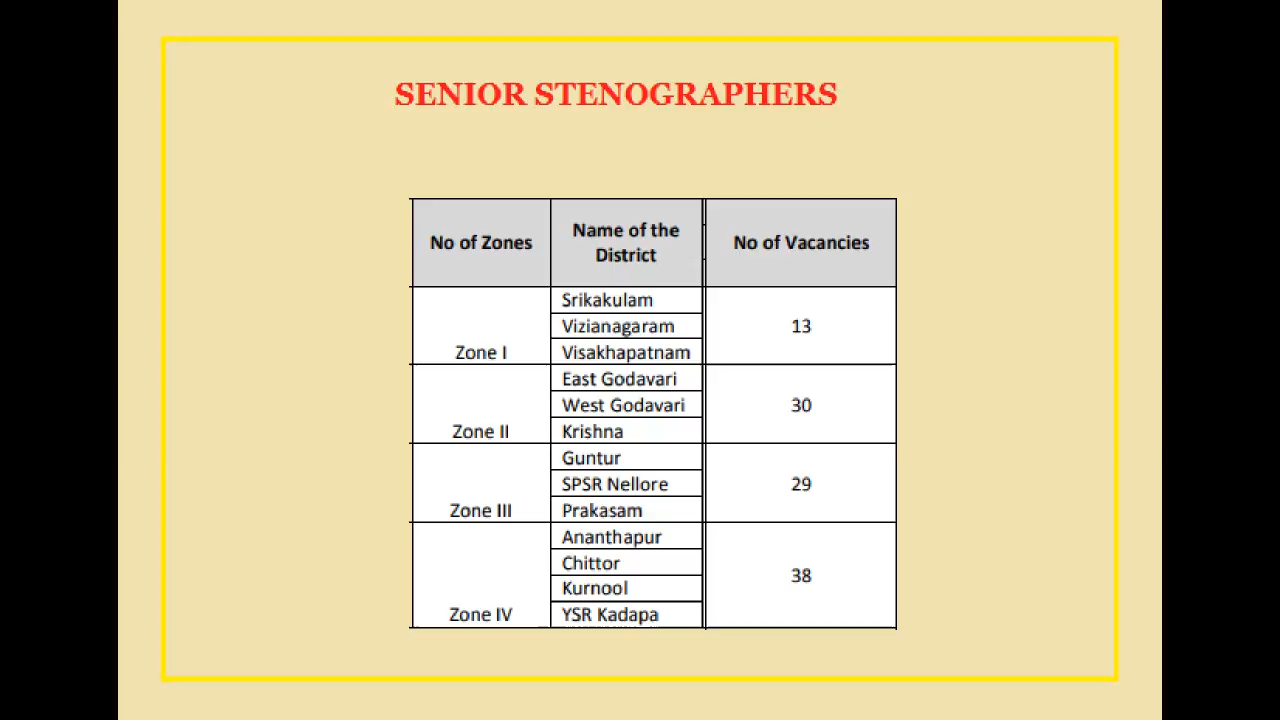 SENIOR STENOGRAPHERS
No of Zones
Name of the
District
No of Vacancies
Srikakulam
Vizianagaram
13
Zone I
Visakhapatnam
East Godavari
West Godavari
30
Zone II
Krishna
Guntur
SPSR Nellore
29
Zone III
Prakasam
Ananthapur
Chittor
38
Kurnool
Zone IV
YSR Kadapa